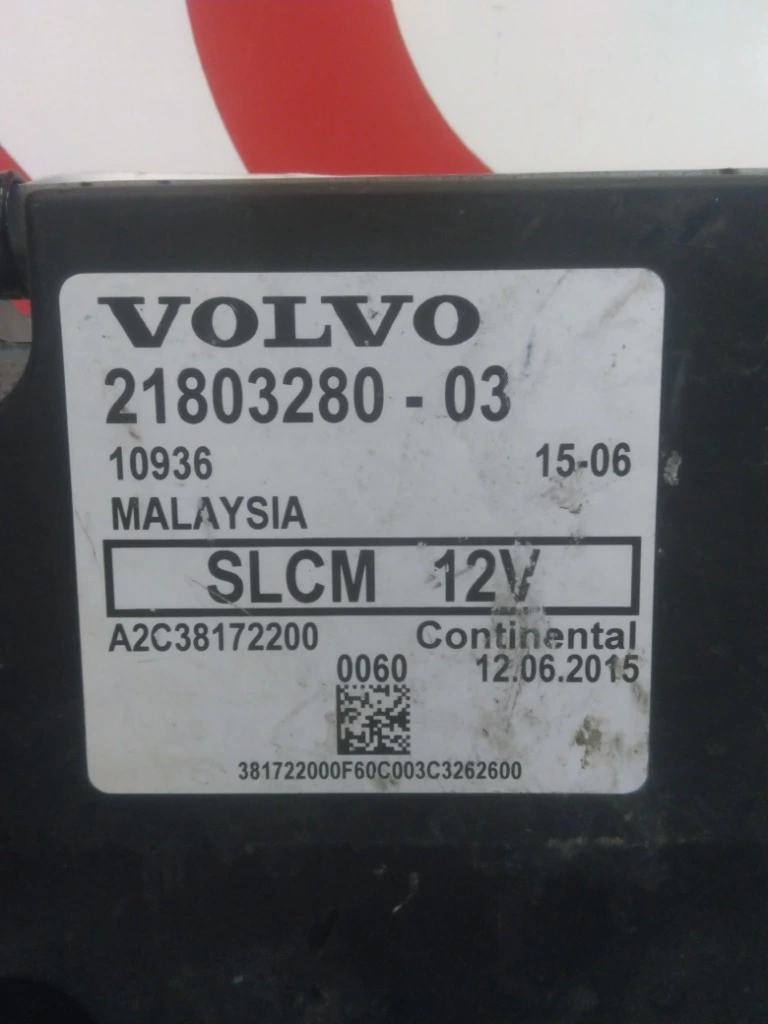 VOLVO
21803280 - 03
10936 15-06
MALAYSIA
SLCM 12V
A2C38172200 Continental
0060 12.06.2015
381722000F60C003C3262600